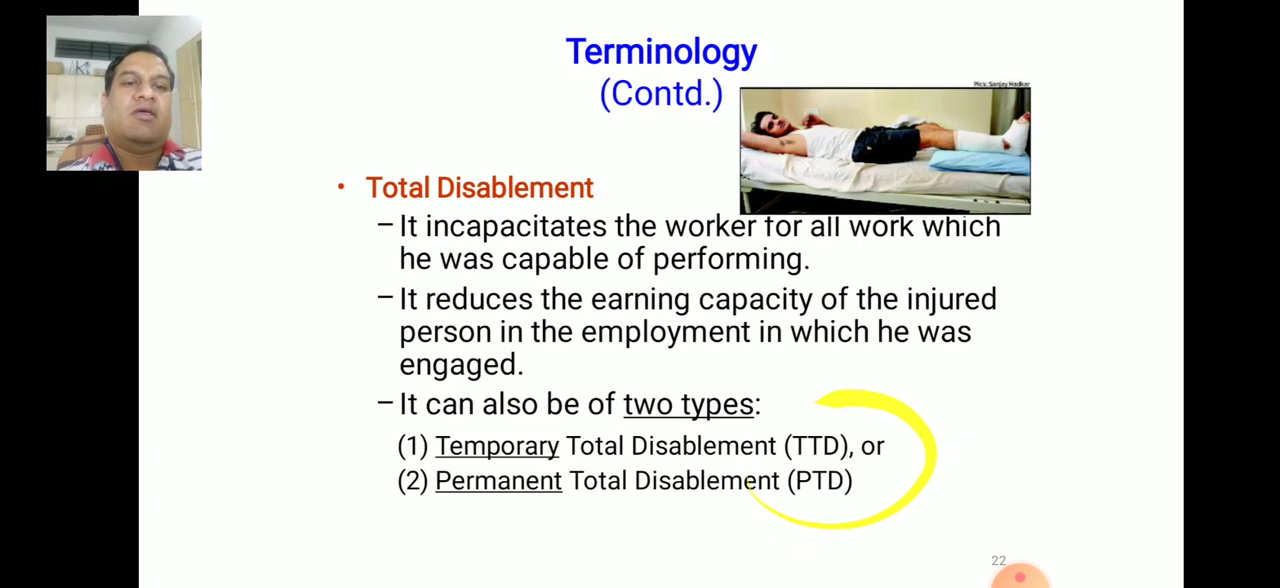 Terminology
(Contd.)
Pics: Sanjay Hadkar
• Total Disablement
– It incapacitates the worker for all work which
he was capable of performing.
– It reduces the earning capacity of the injured
person in the employment in which he was
engaged.
– It can also be of two types:
(1) Temporary Total Disablement (TTD), or
(2) Permanent Total Disablement (PTD)
22